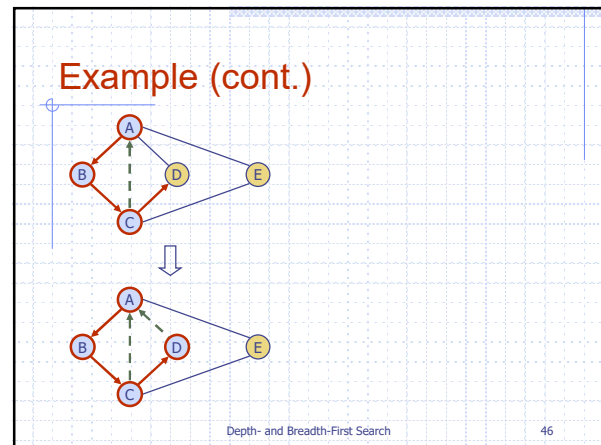 Example (cont.)
A
B
D
E
C
A
B
D
E
C
Depth- and Breadth-First Search
46